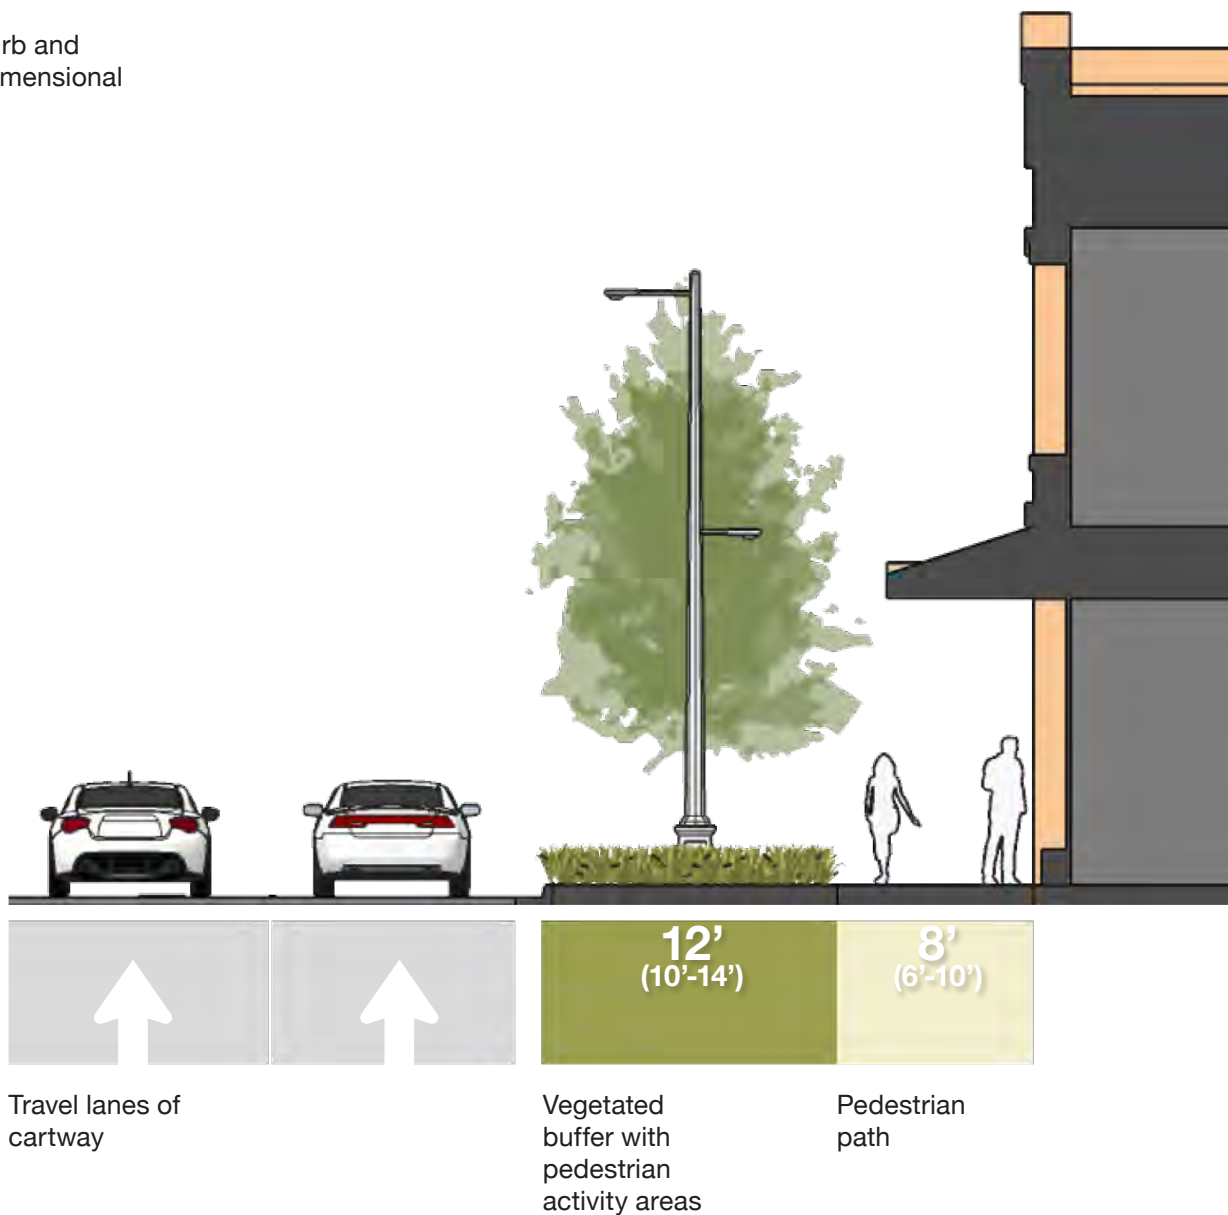 rb and
mensional
12’
(10’-14’)
8’
(6’-10’)
Travel lanes of
cartway
Vegetated
buffer with
pedestrian
activity areas
Pedestrian
path